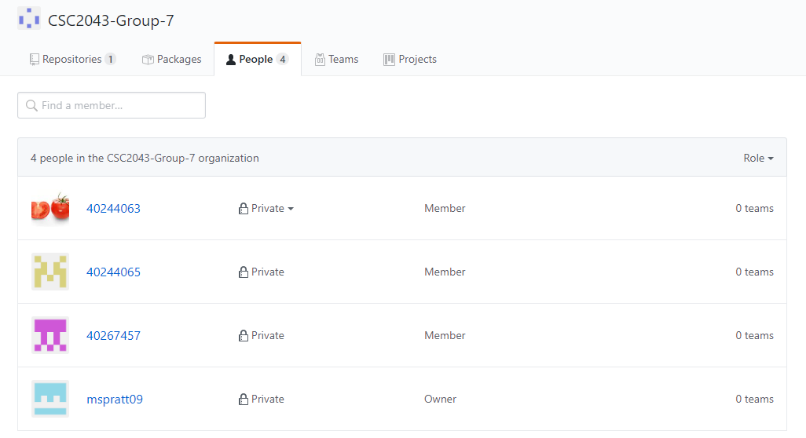 CSC2043-Group-7
Repositories 1 Packages People 4 Teams Projects
Find a member...
4 people in the CSC2043-Group-7 organization Role
40244063 Private Member 0 teams
40244065 Private Member 0 teams
40267457 Private Member 0 teams
mspratt09 Private Owner 0 teams